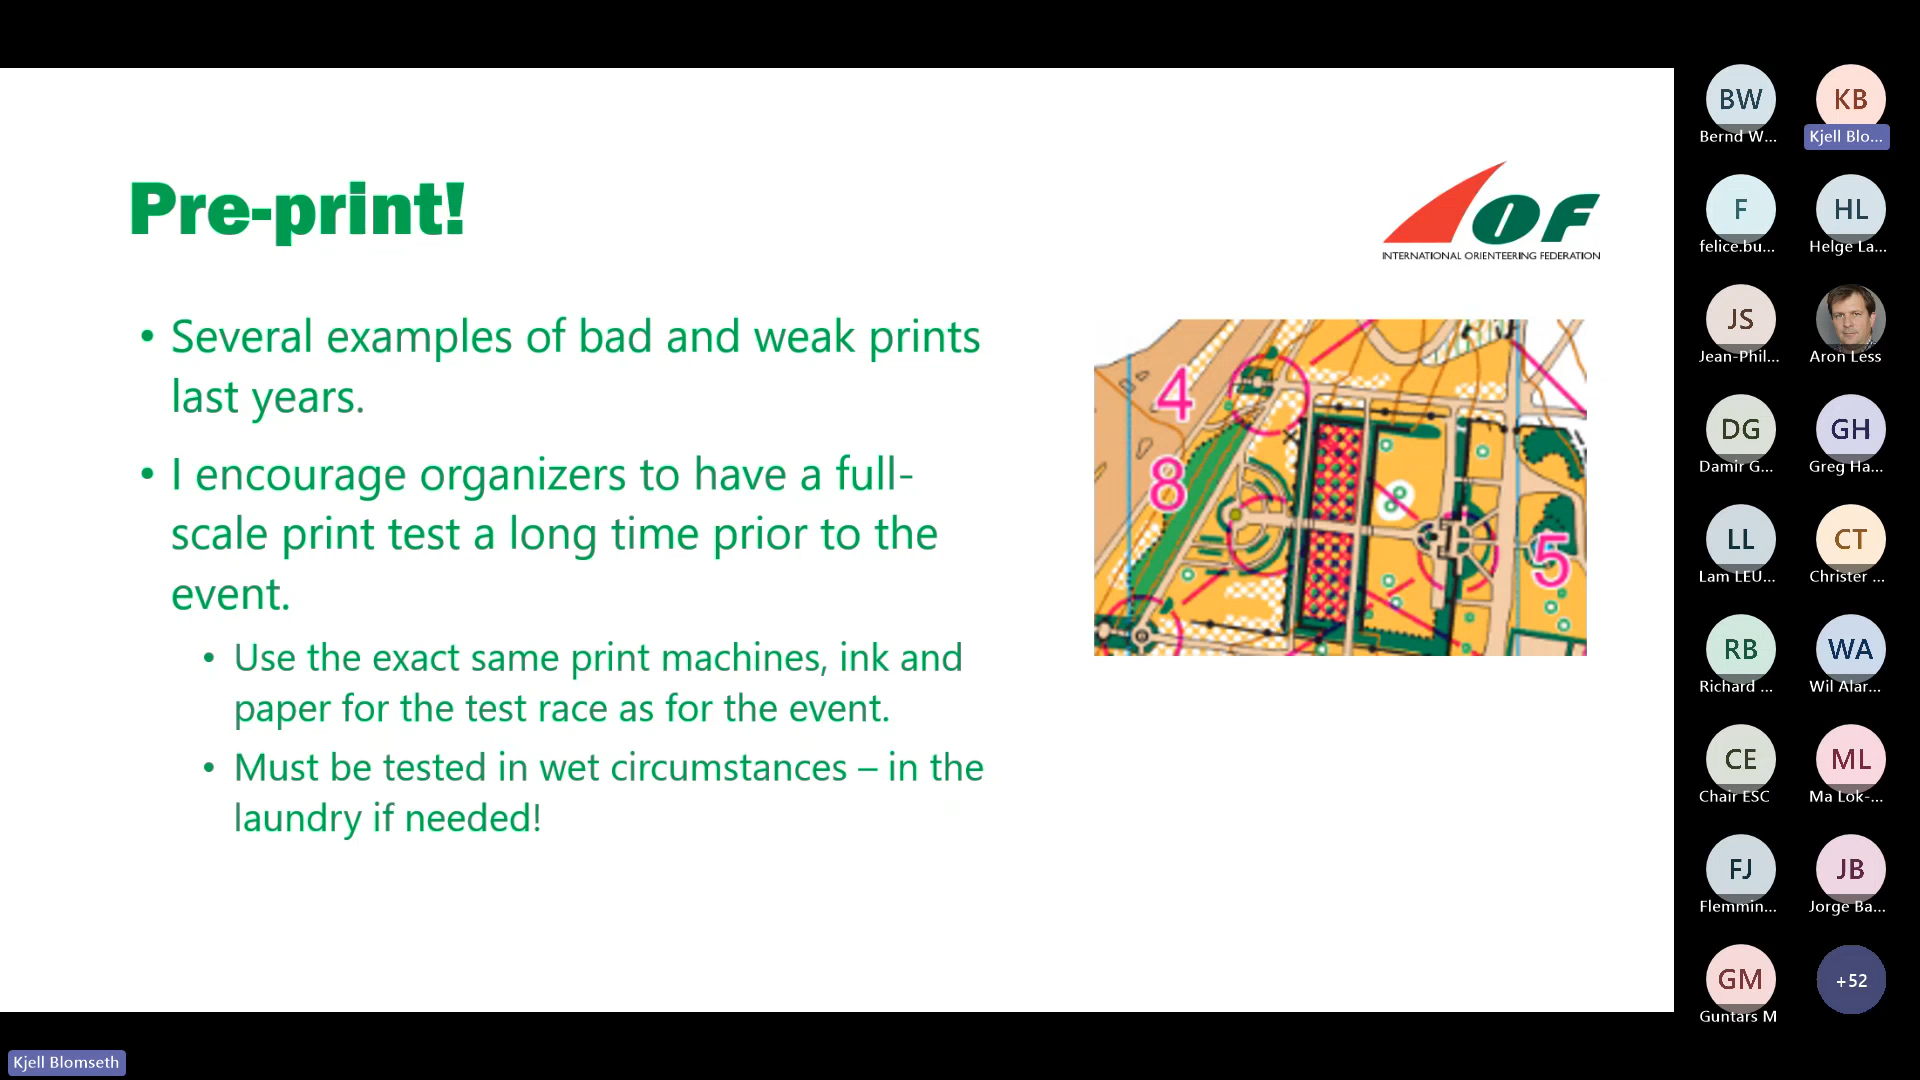 Pre-print!
IOF
INTERNATIONAL ORIENTEERING FEDERATION
• Several examples of bad and weak prints
last years.
• I encourage organizers to have a full-
scale print test a long time prior to the
event.
• Use the exact same print machines, ink and
paper for the test race as for the event.
• Must be tested in wet circumstances – in the
laundry if needed!
4
8
5
BW
Bernd W...
KB
Kjell Blo...
F
felice.bu...
HL
Helge La...
JS
Jean-Phil...
Aron Less
DG
Damir G...
GH
Greg Ha...
LL
Lam LEU...
CT
Christer ...
RB
Richard ...
WA
Wil Alar...
CE
Chair ESC
ML
Ma Lok-...
FJ
Flemmin...
JB
Jorge Ba...
GM
Guntars M
+52
Kjell Blomseth